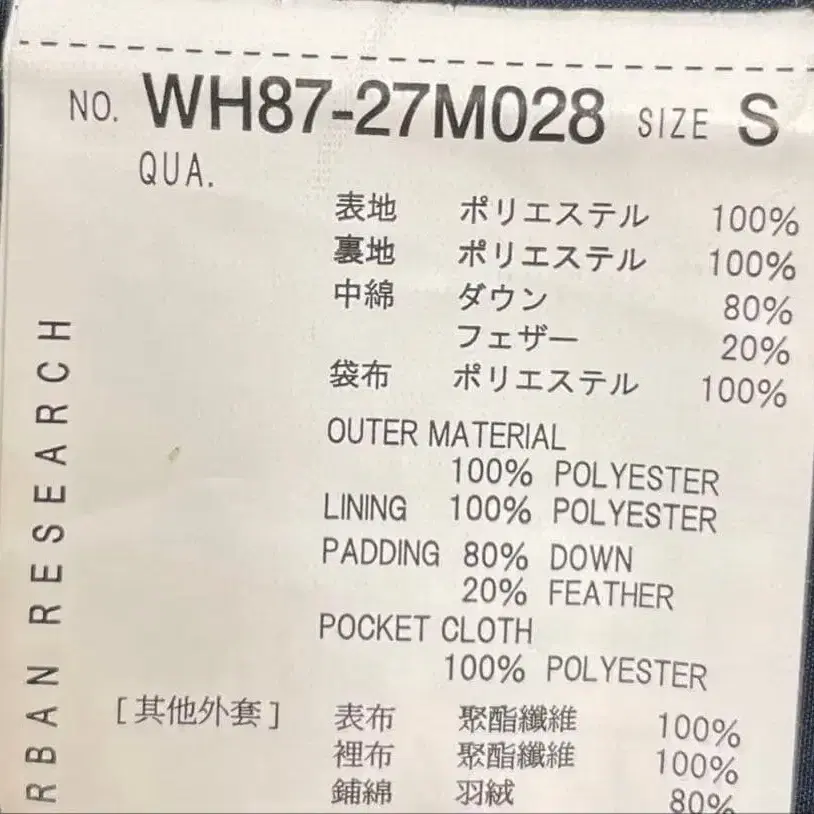 NO. WH87-27M028 SIZE S
QUA.
表地 ポリエステル 100%
裏地 ポリエステル 100%
中綿 ダウン 80%
フェザー 20%
袋布 ポリエステル 100%
OUTER MATERIAL
100% POLYESTER
LINING 100% POLYESTER
PADDING 80% DOWN
20% FEATHER
POCKET CLOTH
100% POLYESTER
[其他外套] 表布 聚酯纖維 100%
裡布 聚酯纖維 100%
鋪綿 羽絨 80%
RBAN RESEARCH